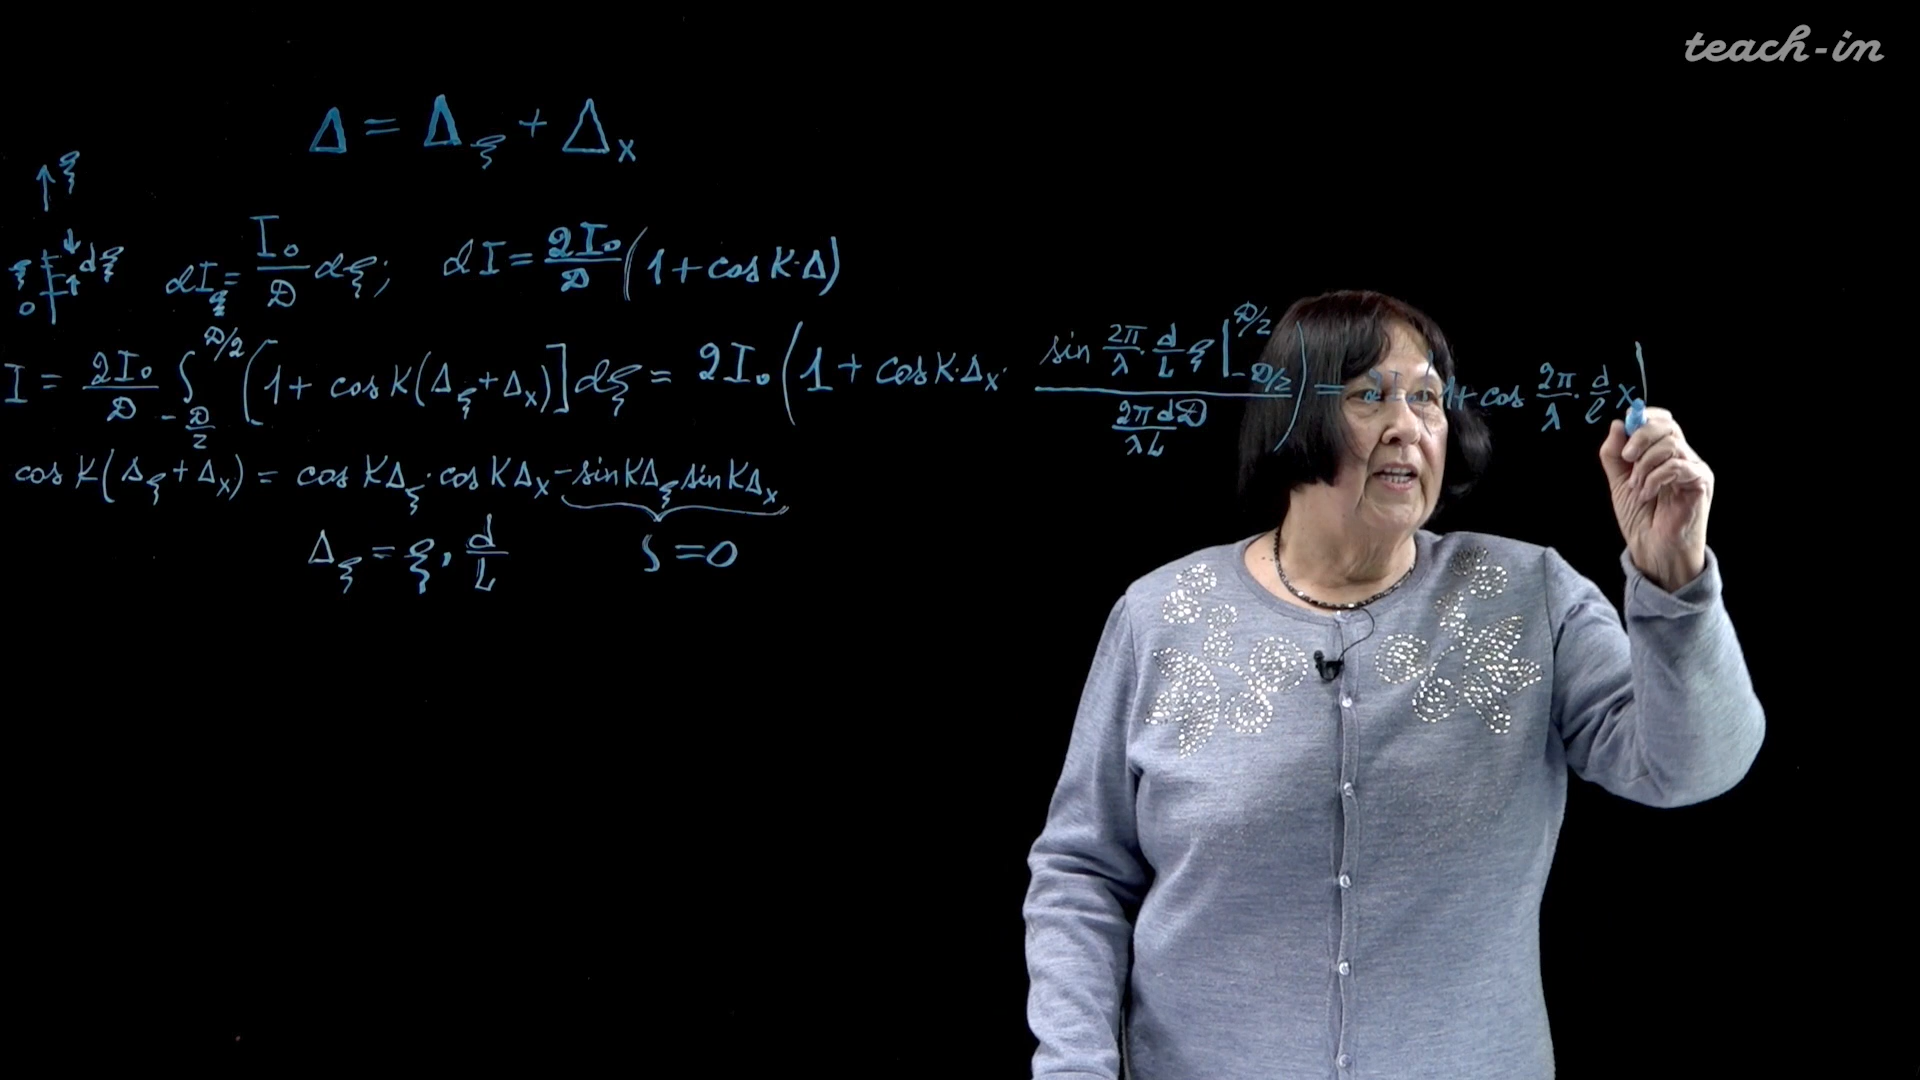 teach-in
Δ = Δ_ξ + Δ_x
↑ξ
ξ ↓ dξ ↑ 0
dI_ξ = I₀/D dξ; dI = 2I₀/D (1 + cos K·Δ)
I = 2I₀/D ∫_{-D/2}^{D/2} [1 + cos K(Δ_ξ + Δ_x)] dξ = 2I₀ (1 + cos K·Δ_x · (sin 2π/λ · d/L ξ |_{-D/2}^{D/2}) / (2πdD/λL)) = 2I₀ (1 + cos 2π/λ · d/l x
cos K(Δ_ξ + Δ_x) = cos KΔ_ξ · cos KΔ_x - sin KΔ_ξ sin KΔ_x
Δ_ξ = ξ · d/L ∫ = 0